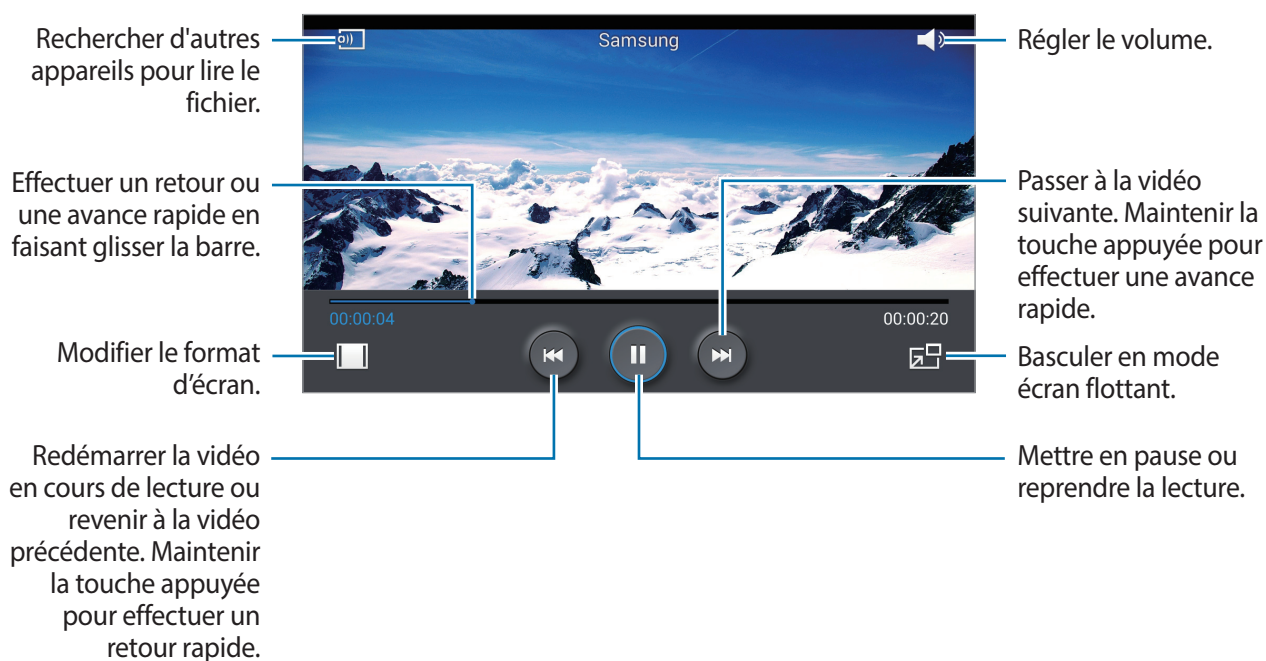 Rechercher d'autres
appareils pour lire le
fichier.
Effectuer un retour ou
une avance rapide en
faisant glisser la barre.
Modifier le format
d’écran.
Redémarrer la vidéo
en cours de lecture ou
revenir à la vidéo
précédente. Maintenir
la touche appuyée
pour effectuer un
retour rapide.
Samsung
00:00:04
00:00:20
Régler le volume.
Passer à la vidéo
suivante. Maintenir la
touche appuyée pour
effectuer une avance
rapide.
Basculer en mode
écran flottant.
Mettre en pause ou
reprendre la lecture.